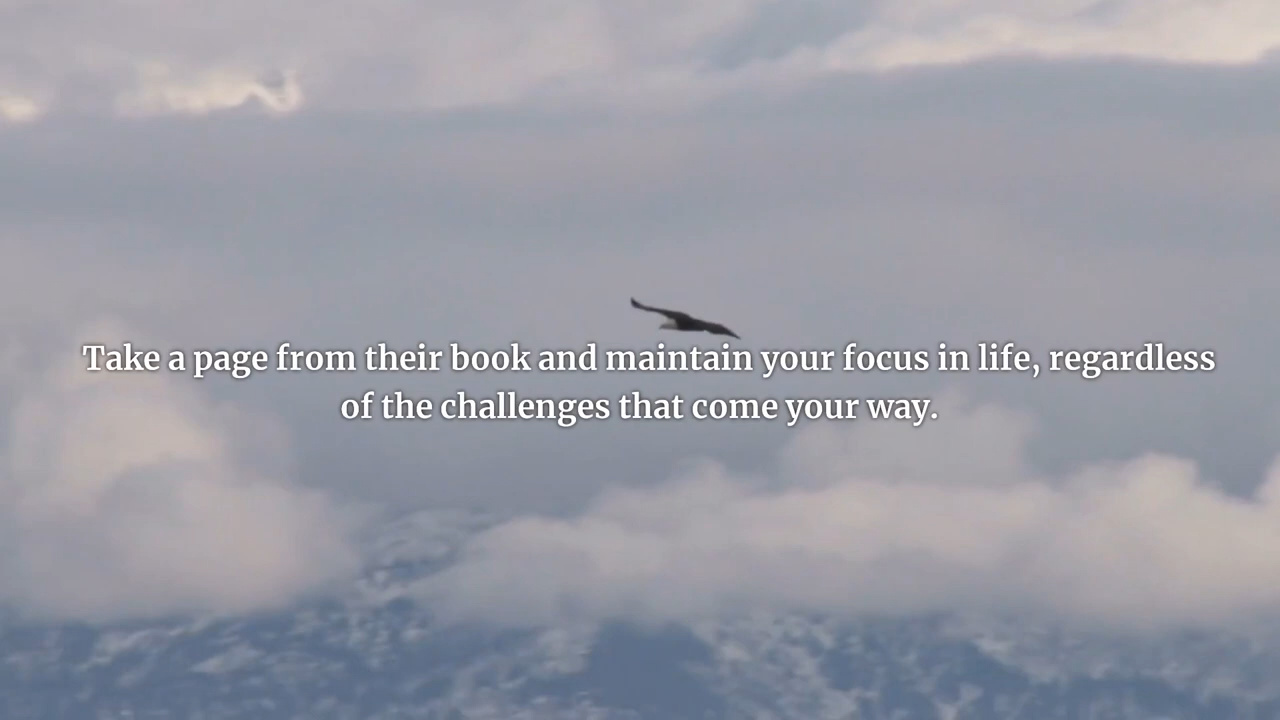 Take a page from their book and maintain your focus in life, regardless
of the challenges that come your way.